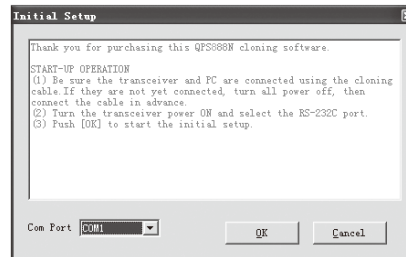 Initial Setup
Thank you for purchasing this QPS888N cloning software.
START-UP OPERATION
(1) Be sure the transceiver and PC are connected using the cloning
cable.If they are not yet connected, turn all power off, then
connect the cable in advance.
(2) Turn the transceiver power ON and select the RS-232C port.
(3) Push [OK] to start the initial setup.
Com Port COM1 OK Cancel